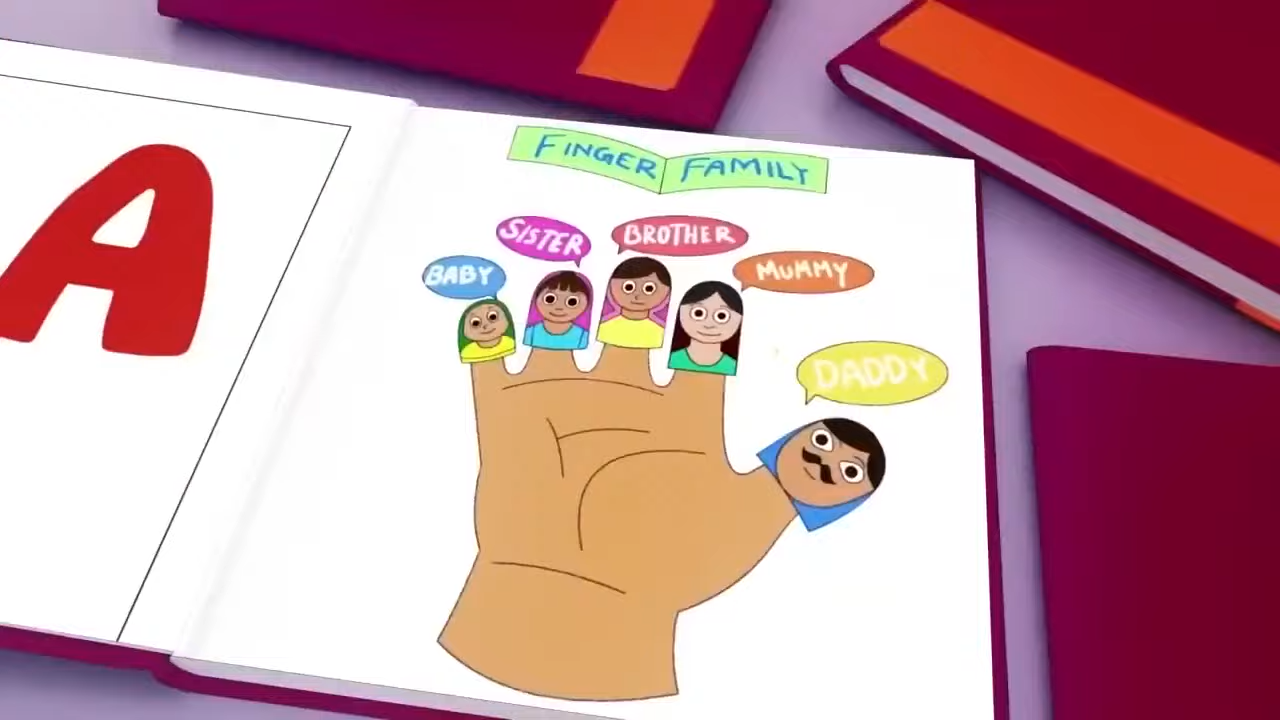 A
FINGER FAMILY
SISTER
BROTHER
BABY
MUMMY
DADDY